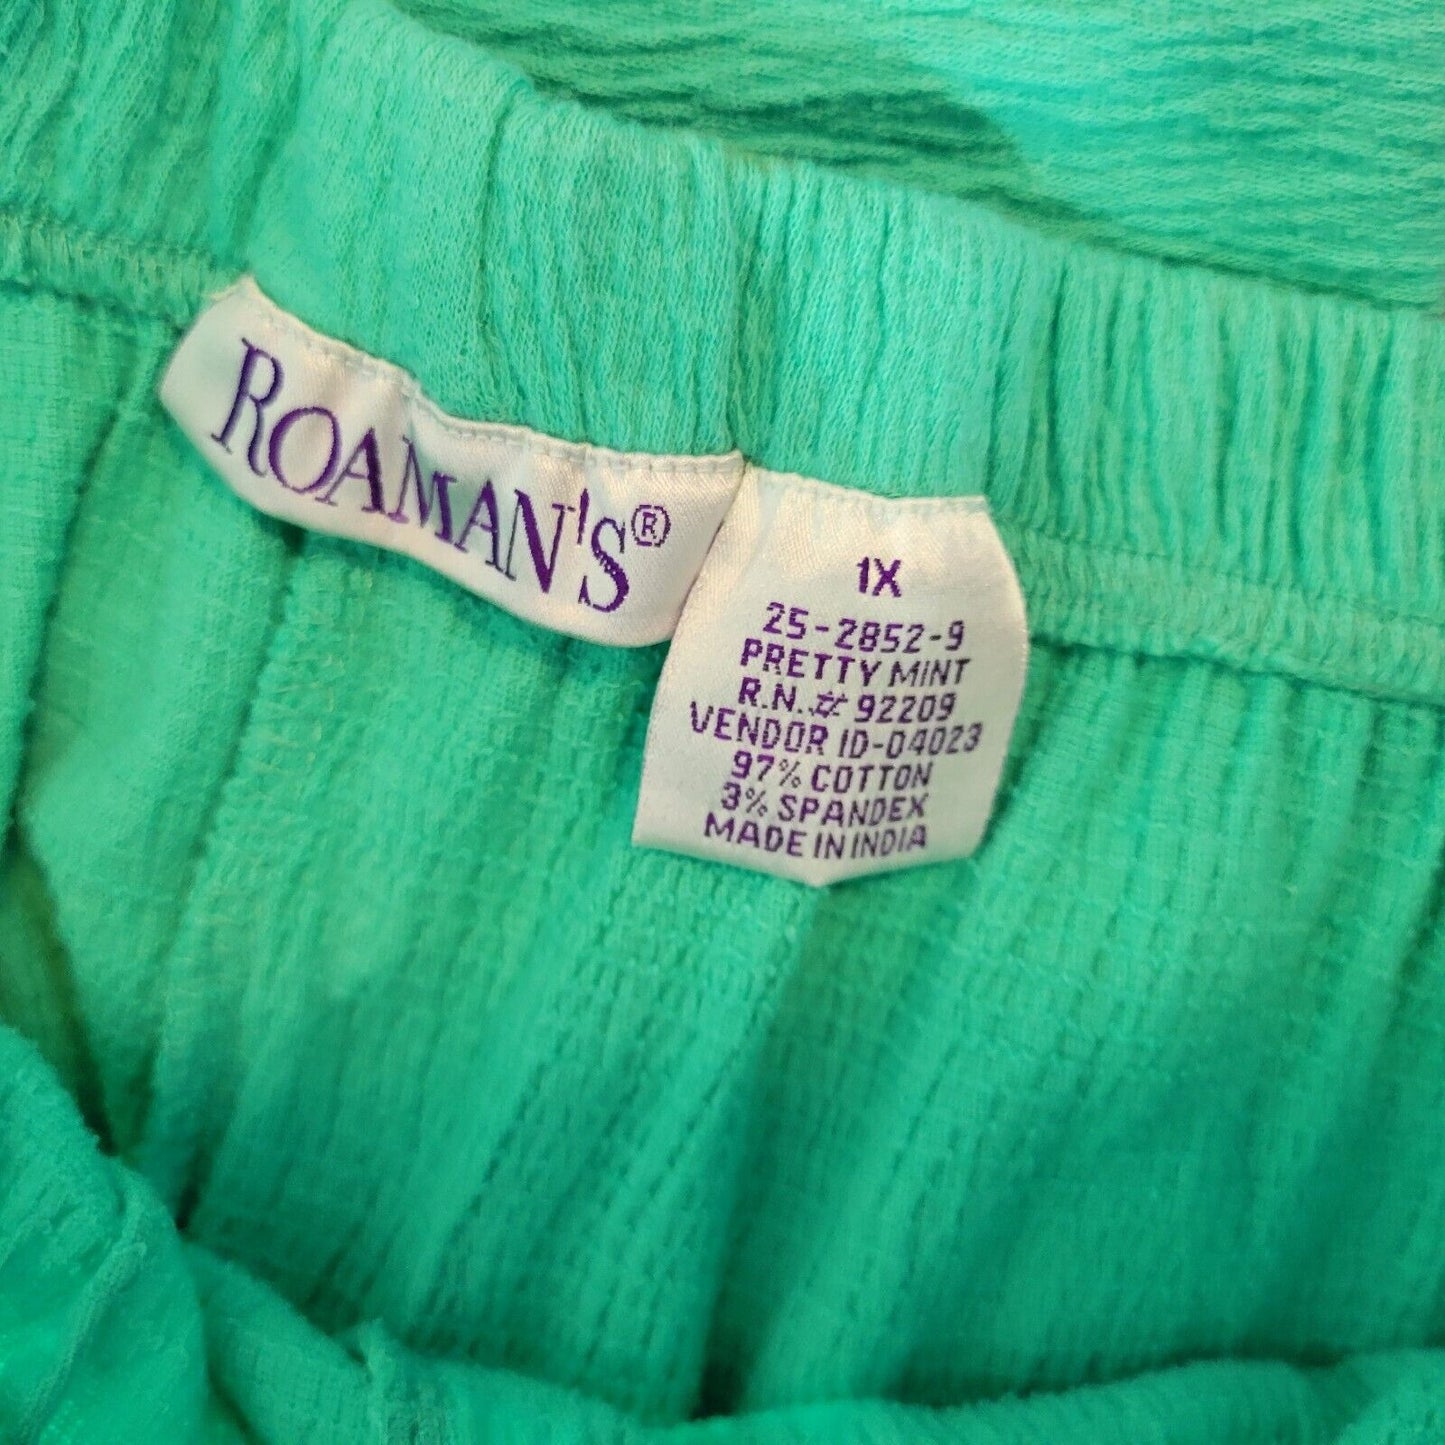 ROAMAN'S®
1X
25-2852-9
PRETTY MINT
R.N.# 92209
VENDOR ID-04023
97% COTTON
3% SPANDEX
MADE IN INDIA